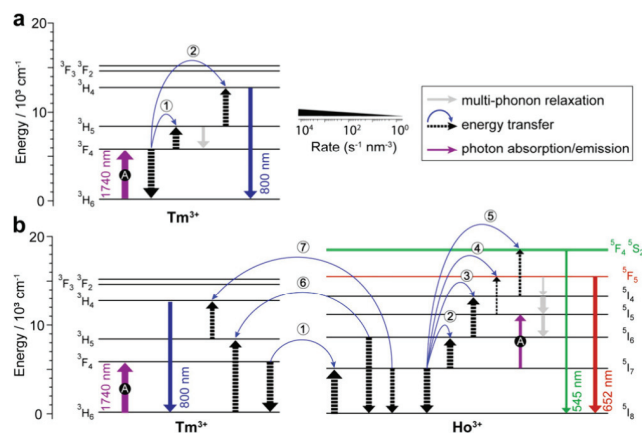 a
Energy / 10³ cm⁻¹
20
10
0
³F₃ ³F₂
³H₄
³H₅
³F₄
³H₆
①
②
A
1740 nm
800 nm
Tm³⁺
10⁴
10⁰
Rate (s⁻¹ nm⁻³)
multi-phonon relaxation
energy transfer
photon absorption/emission
b
Energy / 10³ cm⁻¹
20
10
0
³F₃ ³F₂
³H₄
³H₅
³F₄
³H₆
A
1740 nm
800 nm
Tm³⁺
⑦
⑥
①
⑤
④
③
②
A
⁵F₄ ⁵S₂
⁵F₅
⁵I₄
⁵I₅
⁵I₆
⁵I₇
⁵I₈
545 nm
652 nm
Ho³⁺